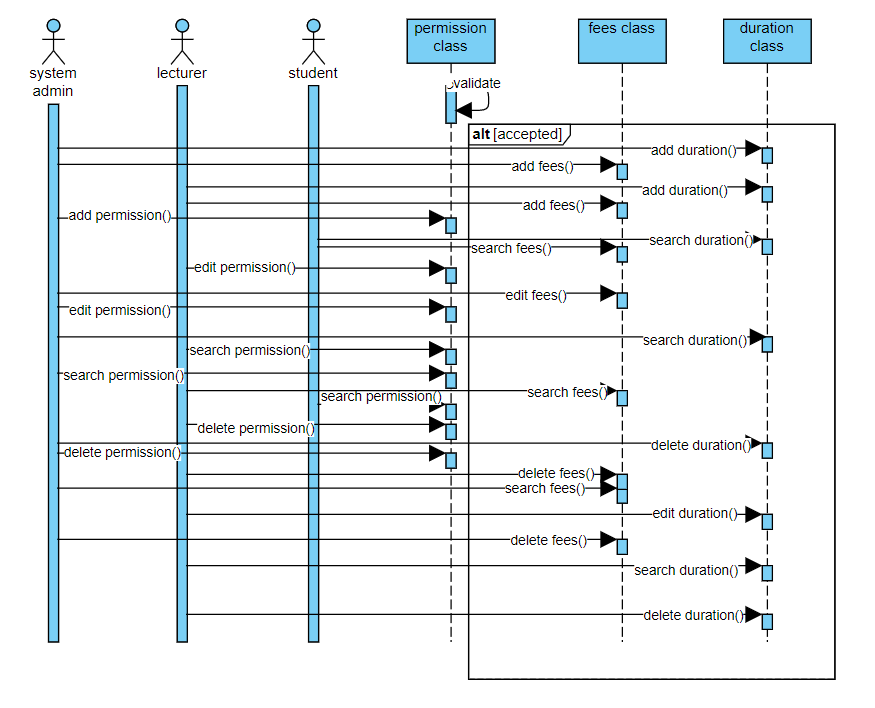 permission
class
fees class
duration
class
system
admin
lecturer
student
validate
alt [accepted]
add duration()
add fees()
add duration()
add fees()
add permission()
search duration()
search fees()
edit permission()
edit fees()
edit permission()
search duration()
search permission()
search permission()
search fees()
search permission()
delete permission()
delete duration()
delete permission()
delete fees()
search fees()
edit duration()
delete fees()
search duration()
delete duration()